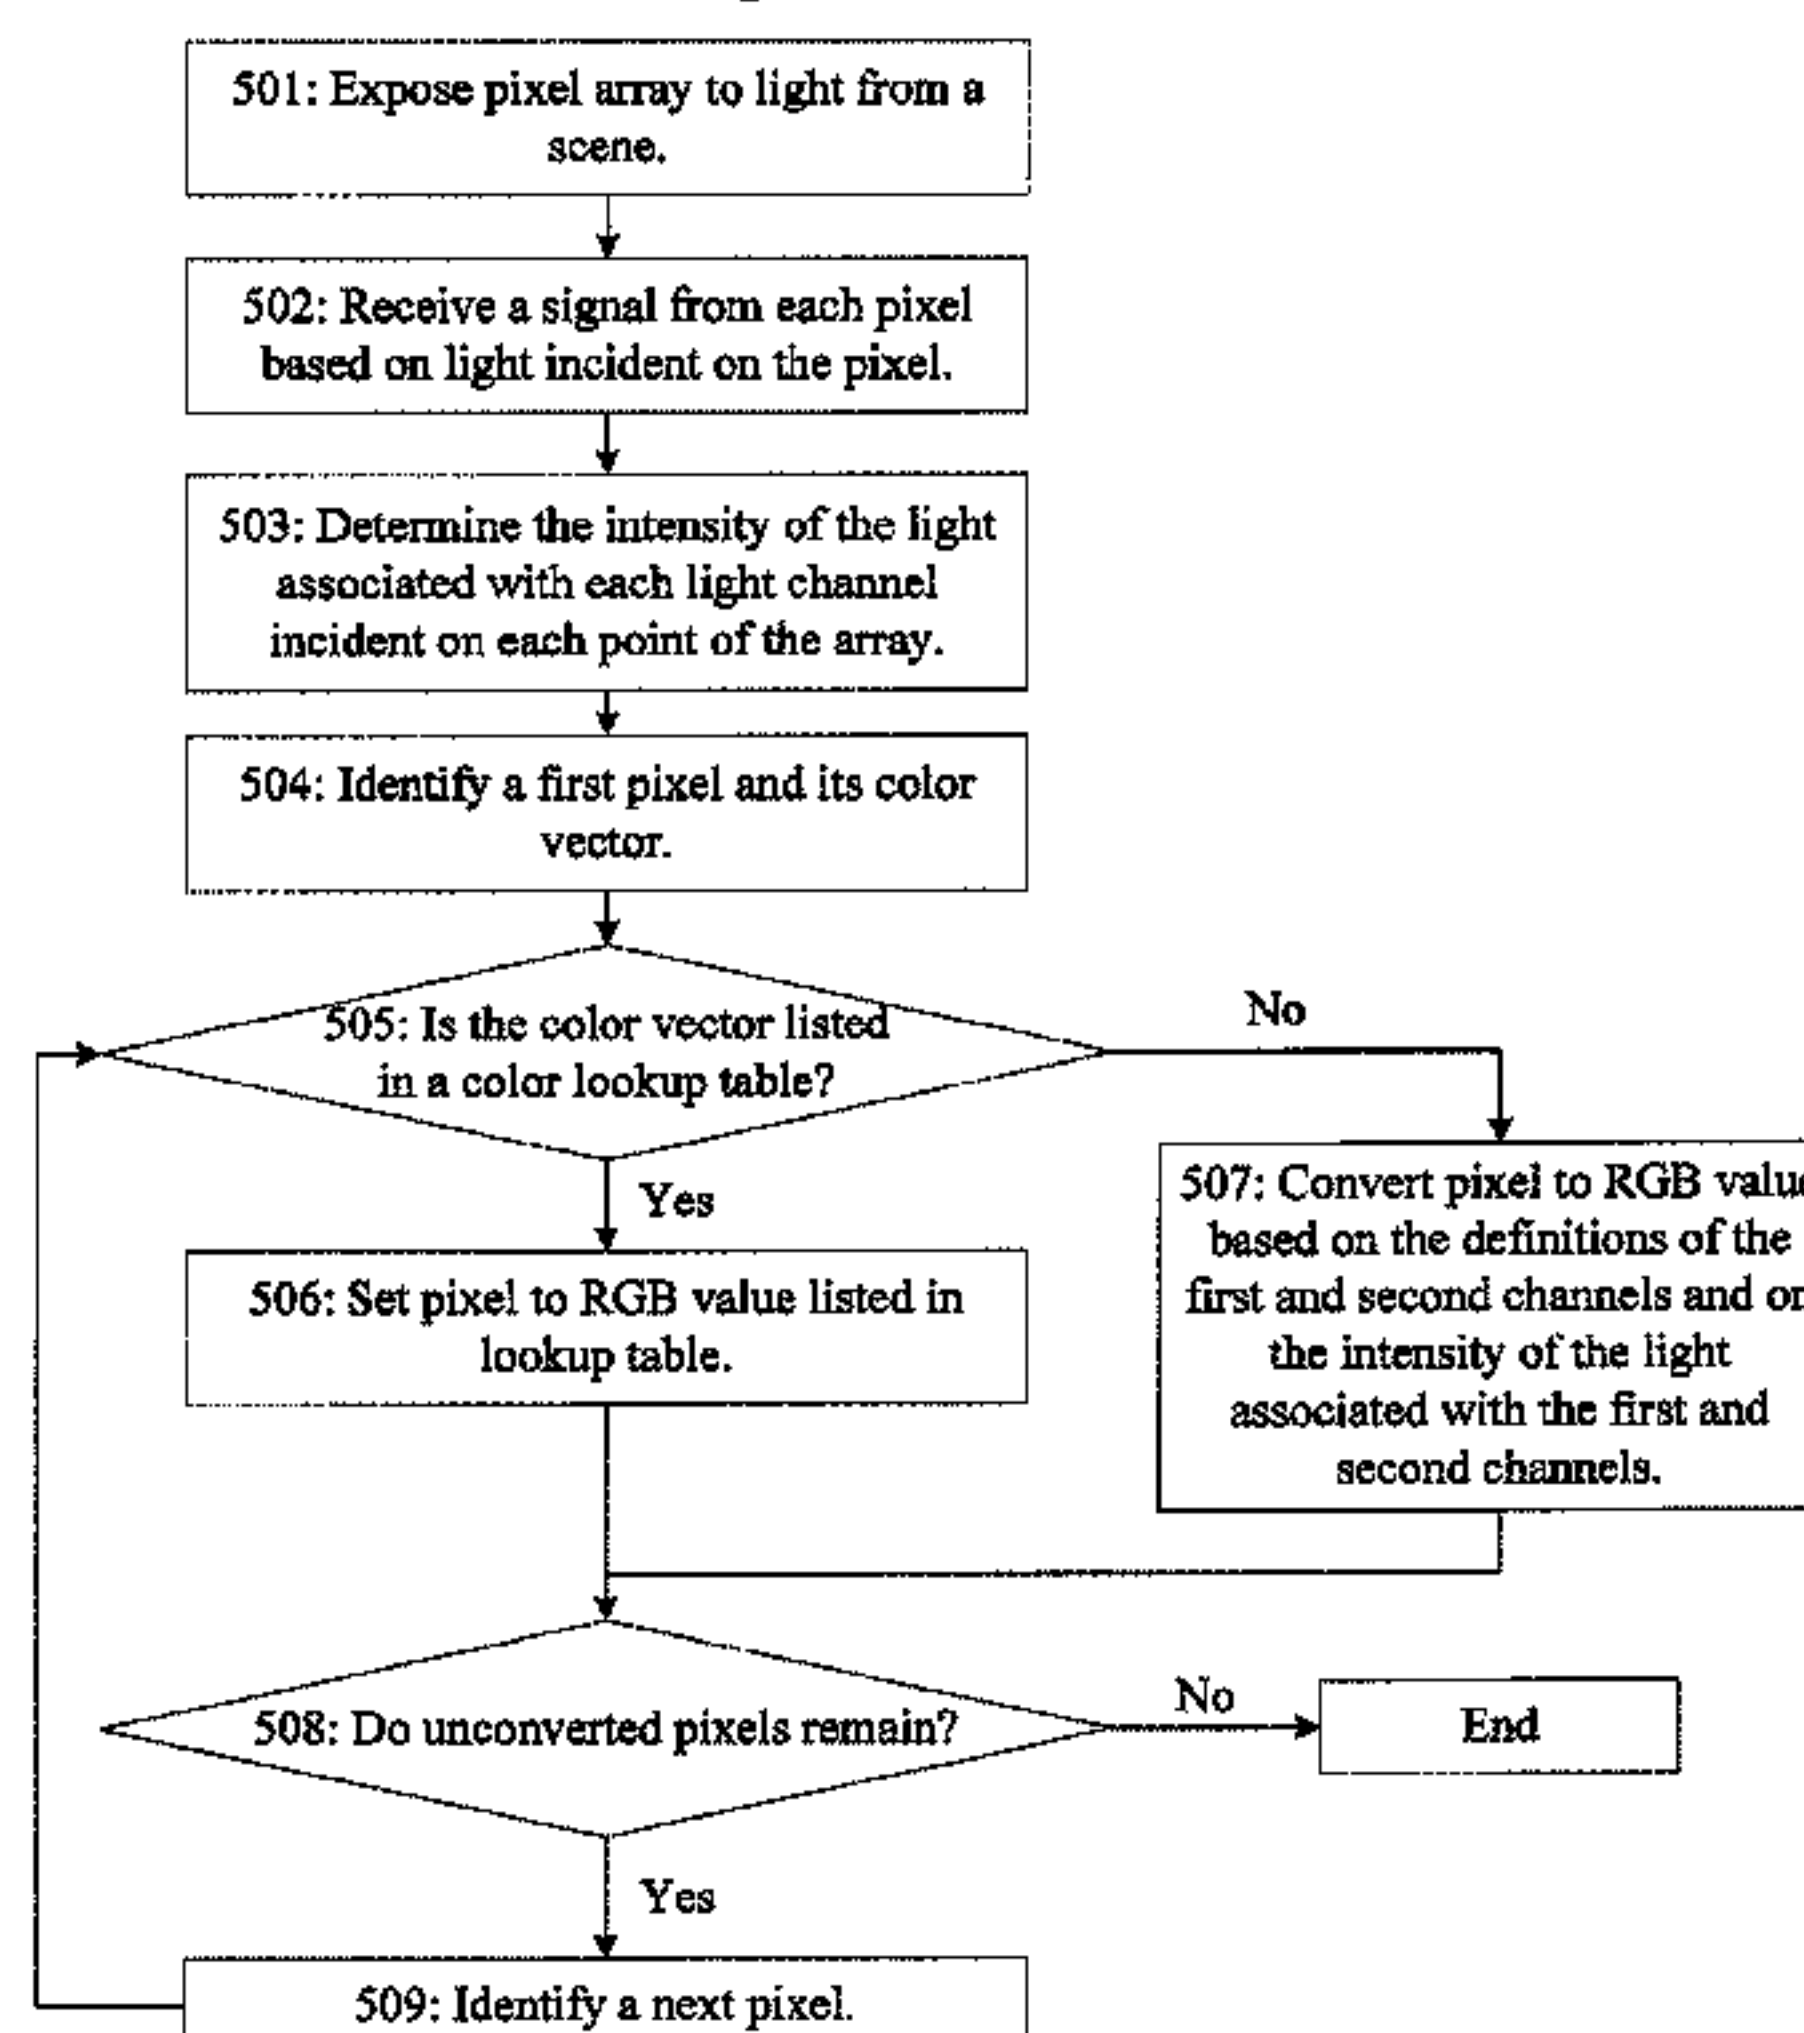 501: Expose pixel array to light from a
scene.
502: Receive a signal from each pixel
based on light incident on the pixel.
503: Determine the intensity of the light
associated with each light channel
incident on each point of the array.
504: Identify a first pixel and its color
vector.
505: Is the color vector listed
in a color lookup table?
No
Yes
507: Convert pixel to RGB value
based on the definitions of the
first and second channels and on
the intensity of the light
associated with the first and
second channels.
506: Set pixel to RGB value listed in
lookup table.
508: Do unconverted pixels remain?
No
End
Yes
509: Identify a next pixel.